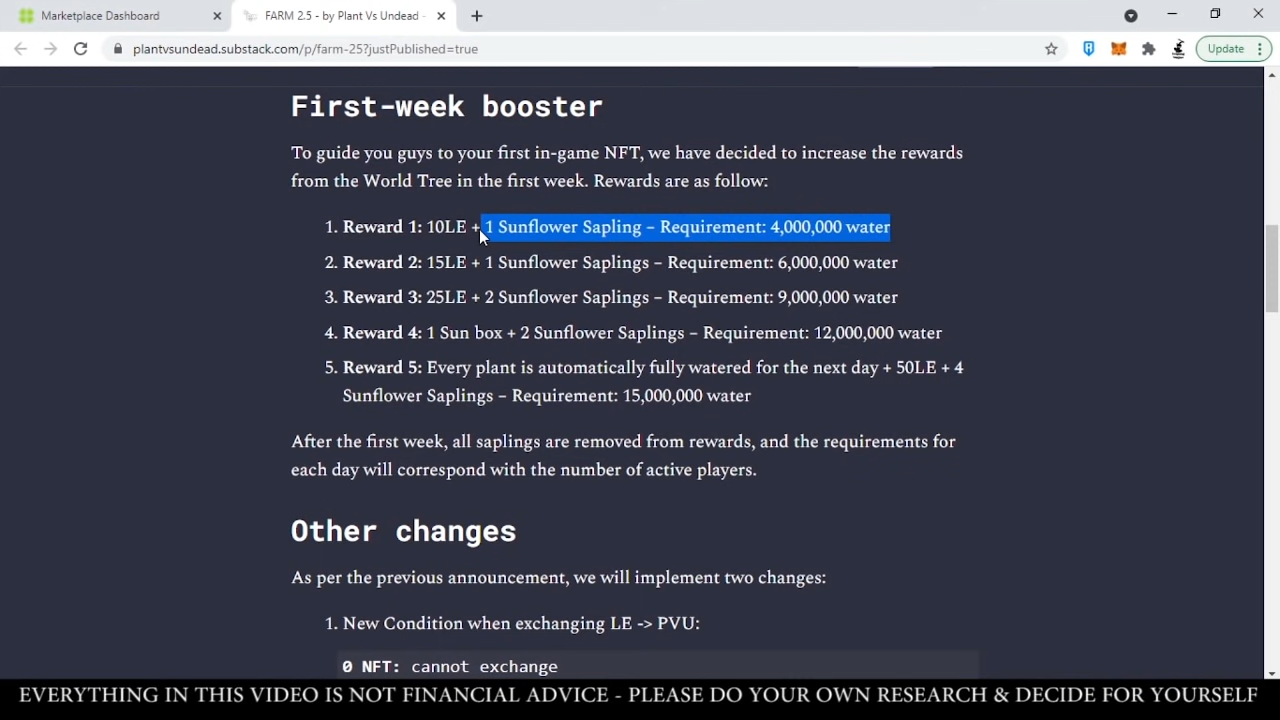 Marketplace Dashboard
FARM 2.5 - by Plant Vs Undead -
plantvsundead.substack.com/p/farm-25?justPublished=true
Update
First-week booster
To guide you guys to your first in-game NFT, we have decided to increase the rewards
from the World Tree in the first week. Rewards are as follow:
1. Reward 1: 10LE + 1 Sunflower Sapling – Requirement: 4,000,000 water
2. Reward 2: 15LE + 1 Sunflower Saplings – Requirement: 6,000,000 water
3. Reward 3: 25LE + 2 Sunflower Saplings – Requirement: 9,000,000 water
4. Reward 4: 1 Sun box + 2 Sunflower Saplings – Requirement: 12,000,000 water
5. Reward 5: Every plant is automatically fully watered for the next day + 50LE + 4
Sunflower Saplings – Requirement: 15,000,000 water
After the first week, all saplings are removed from rewards, and the requirements for
each day will correspond with the number of active players.
Other changes
As per the previous announcement, we will implement two changes:
1. New Condition when exchanging LE -> PVU:
0 NFT: cannot exchange
EVERYTHING IN THIS VIDEO IS NOT FINANCIAL ADVICE - PLEASE DO YOUR OWN RESEARCH & DECIDE FOR YOURSELF